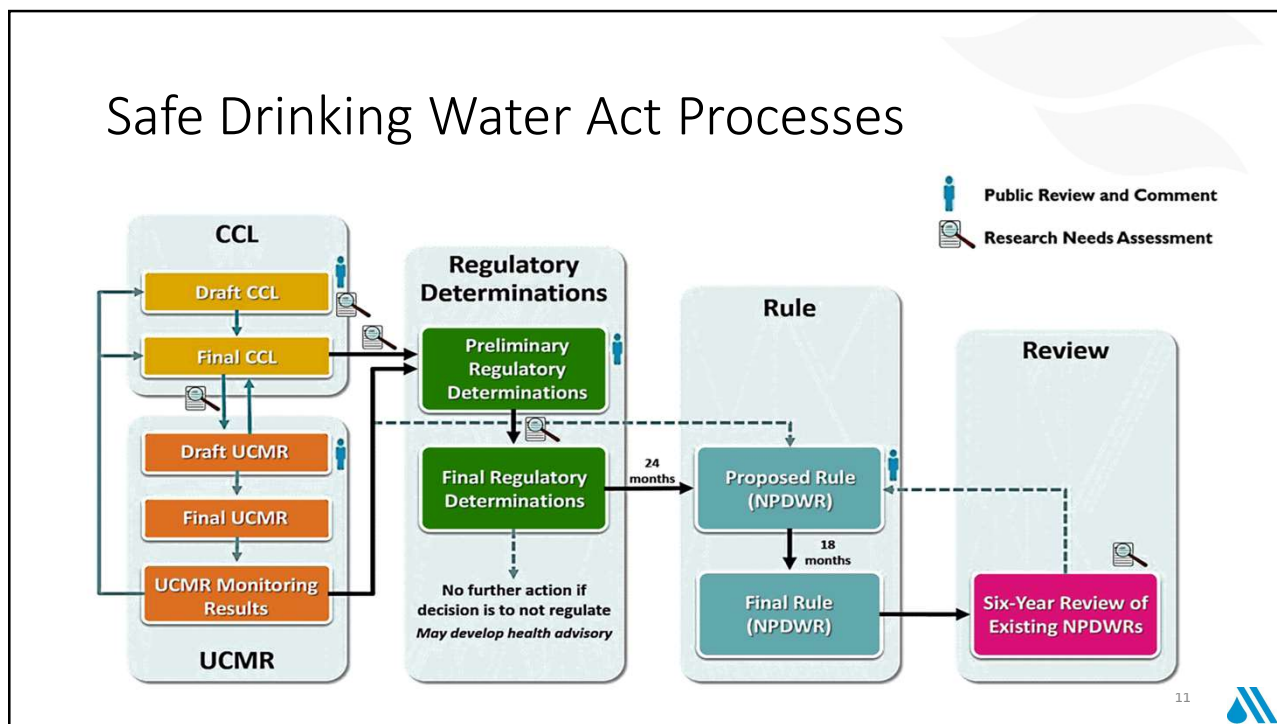 Safe Drinking Water Act Processes
Public Review and Comment
Research Needs Assessment
CCL
Draft CCL
Final CCL
Draft UCMR
Final UCMR
UCMR Monitoring
Results
UCMR
Regulatory
Determinations
Preliminary
Regulatory
Determinations
Final Regulatory
Determinations
No further action if
decision is to not regulate
May develop health advisory
24
months
Rule
Proposed Rule
(NPDWR)
18
months
Final Rule
(NPDWR)
Review
Six-Year Review of
Existing NPDWRs
11